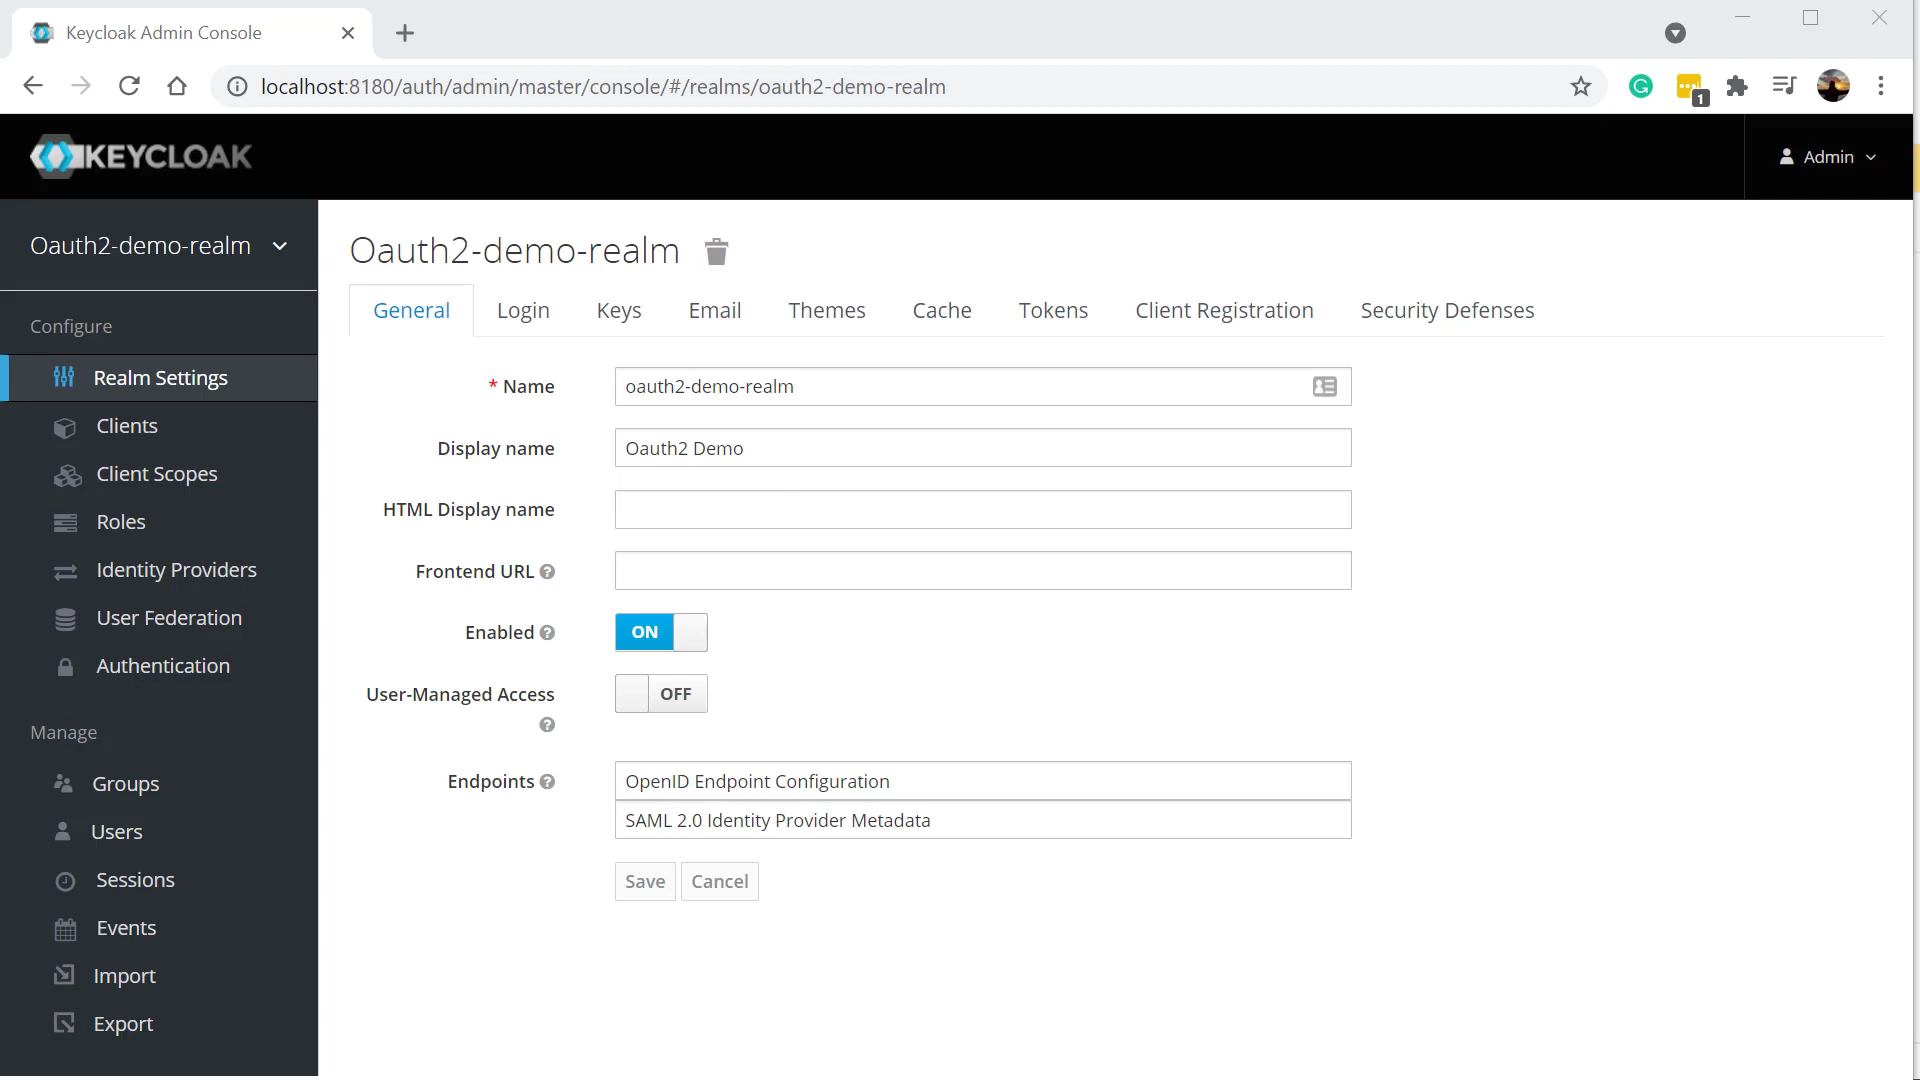 Keycloak Admin Console
localhost:8180/auth/admin/master/console/#/realms/oauth2-demo-realm
1
KEYCLOAK
Admin
Oauth2-demo-realm
Configure
Realm Settings
Clients
Client Scopes
Roles
Identity Providers
User Federation
Authentication
Manage
Groups
Users
Sessions
Events
Import
Export
Oauth2-demo-realm
General Login Keys Email Themes Cache Tokens Client Registration Security Defenses
* Name oauth2-demo-realm
Display name Oauth2 Demo
HTML Display name
Frontend URL
Enabled ON
User-Managed Access OFF
Endpoints OpenID Endpoint Configuration
SAML 2.0 Identity Provider Metadata
Save Cancel